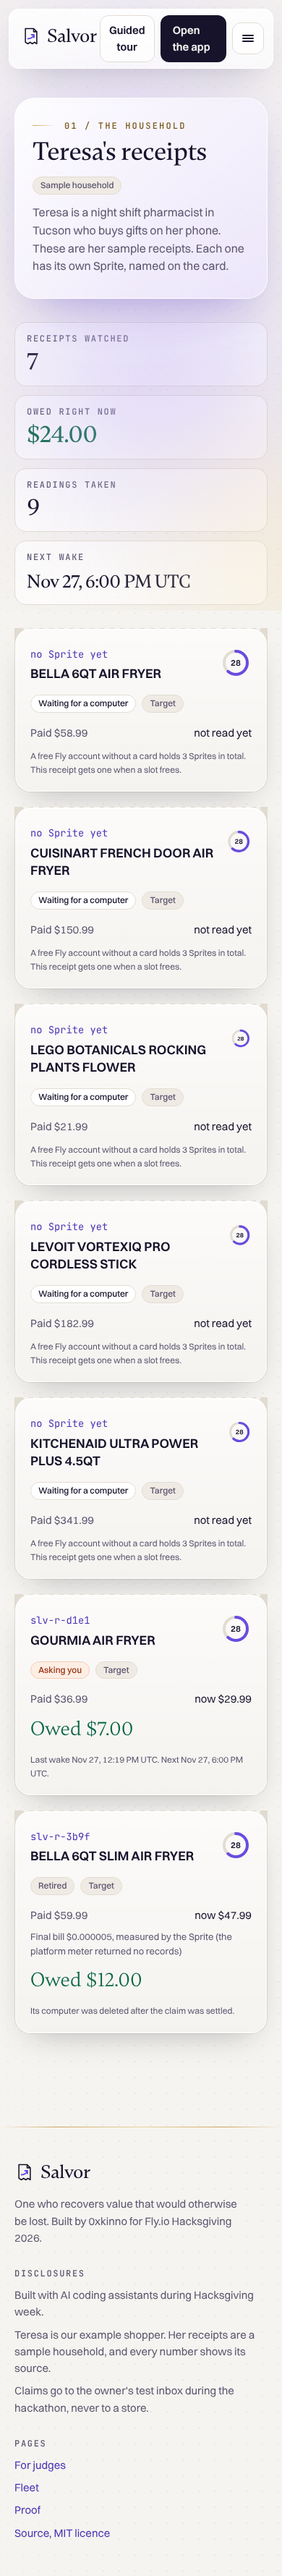 Salvor
Guided
tour
Open
the app
01 / THE HOUSEHOLD
Teresa's receipts
Sample household
Teresa is a night shift pharmacist in
Tucson who buys gifts on her phone.
These are her sample receipts. Each one
has its own Sprite, named on the card.
RECEIPTS WATCHED
7
OWED RIGHT NOW
$24.00
READINGS TAKEN
9
NEXT WAKE
Nov 27, 6:00 PM UTC
no Sprite yet
28
BELLA 6QT AIR FRYER
Waiting for a computer
Target
Paid $58.99
not read yet
A free Fly account without a card holds 3 Sprites in total.
This receipt gets one when a slot frees.
no Sprite yet
28
CUISINART FRENCH DOOR AIR
FRYER
Waiting for a computer
Target
Paid $150.99
not read yet
A free Fly account without a card holds 3 Sprites in total.
This receipt gets one when a slot frees.
no Sprite yet
28
LEGO BOTANICALS ROCKING
PLANTS FLOWER
Waiting for a computer
Target
Paid $21.99
not read yet
A free Fly account without a card holds 3 Sprites in total.
This receipt gets one when a slot frees.
no Sprite yet
28
LEVOIT VORTEXIQ PRO
CORDLESS STICK
Waiting for a computer
Target
Paid $182.99
not read yet
A free Fly account without a card holds 3 Sprites in total.
This receipt gets one when a slot frees.
no Sprite yet
28
KITCHENAID ULTRA POWER
PLUS 4.5QT
Waiting for a computer
Target
Paid $341.99
not read yet
A free Fly account without a card holds 3 Sprites in total.
This receipt gets one when a slot frees.
slv-r-d1e1
28
GOURMIA AIR FRYER
Asking you
Target
Paid $36.99
now $29.99
Owed $7.00
Last wake Nov 27, 12:19 PM UTC. Next Nov 27, 6:00 PM
UTC.
slv-r-3b9f
28
BELLA 6QT SLIM AIR FRYER
Retired
Target
Paid $59.99
now $47.99
Final bill $0.000005, measured by the Sprite (the
platform meter returned no records)
Owed $12.00
Its computer was deleted after the claim was settled.
Salvor
One who recovers value that would otherwise
be lost. Built by 0xkinno for Fly.io Hacksgiving
2026.
DISCLOSURES
Built with AI coding assistants during Hacksgiving
week.
Teresa is our example shopper. Her receipts are a
sample household, and every number shows its
source.
Claims go to the owner's test inbox during the
hackathon, never to a store.
PAGES
For judges
Fleet
Proof
Source, MIT licence